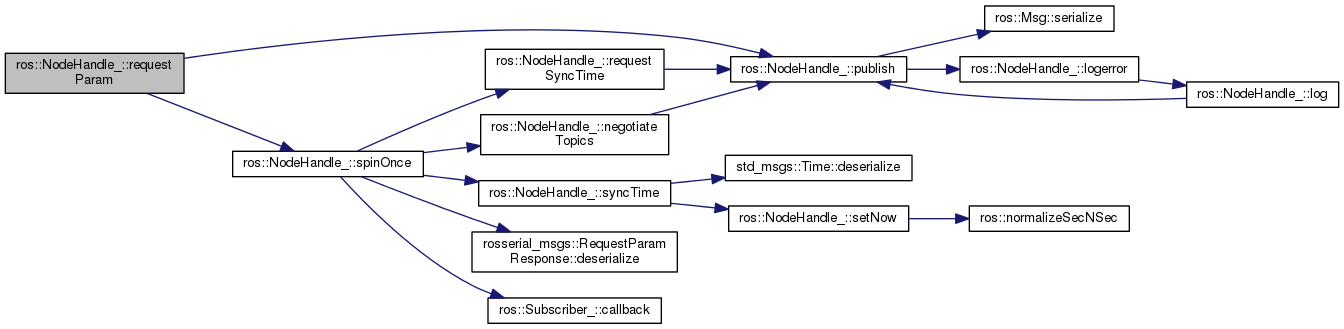 ros::NodeHandle_::request
Param
ros::NodeHandle_::spinOnce
ros::NodeHandle_::request
SyncTime
ros::NodeHandle_::negotiate
Topics
ros::NodeHandle_::syncTime
rosserial_msgs::RequestParam
Response::deserialize
ros::Subscriber_::callback
ros::NodeHandle_::publish
std_msgs::Time::deserialize
ros::NodeHandle_::setNow
ros::Msg::serialize
ros::NodeHandle_::logerror
ros::normalizeSecNSec
ros::NodeHandle_::log